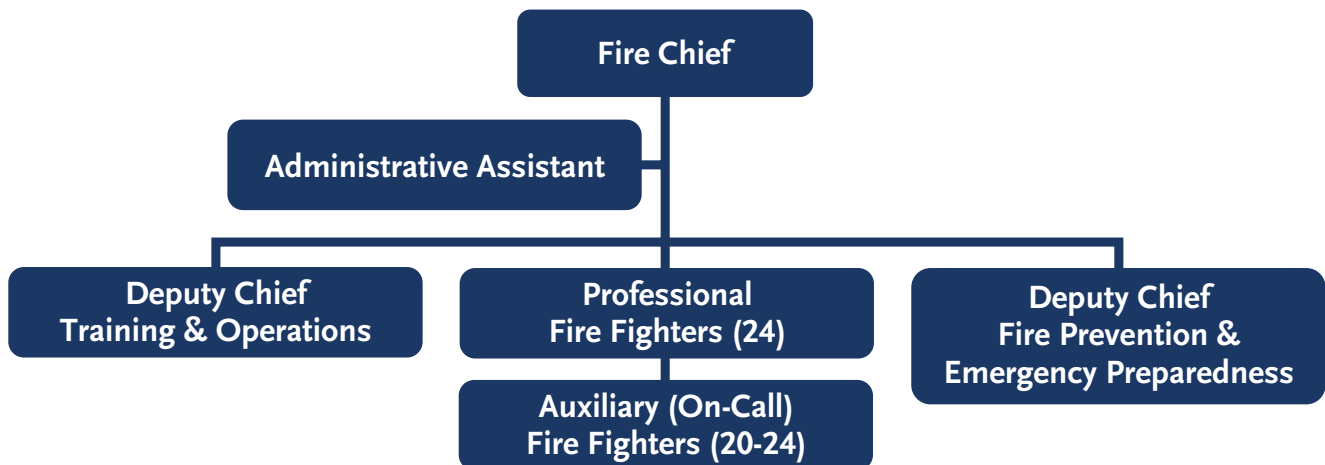 Fire Chief
Administrative Assistant
Deputy Chief
Training & Operations
Professional
Fire Fighters (24)
Auxiliary (On-Call)
Fire Fighters (20-24)
Deputy Chief
Fire Prevention &
Emergency Preparedness